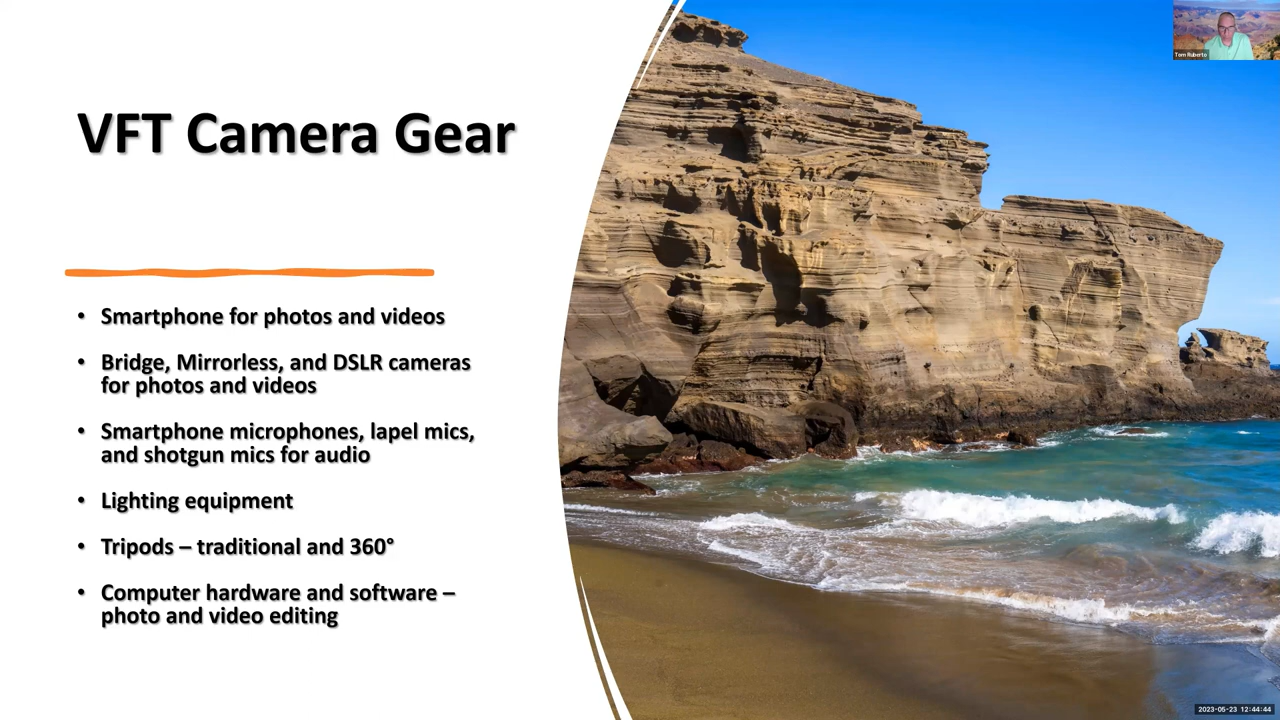 VFT Camera Gear
• Smartphone for photos and videos
• Bridge, Mirrorless, and DSLR cameras
for photos and videos
• Smartphone microphones, lapel mics,
and shotgun mics for audio
• Lighting equipment
• Tripods – traditional and 360°
• Computer hardware and software –
photo and video editing
Tom Ruberto
2023-05-23 12:44:44